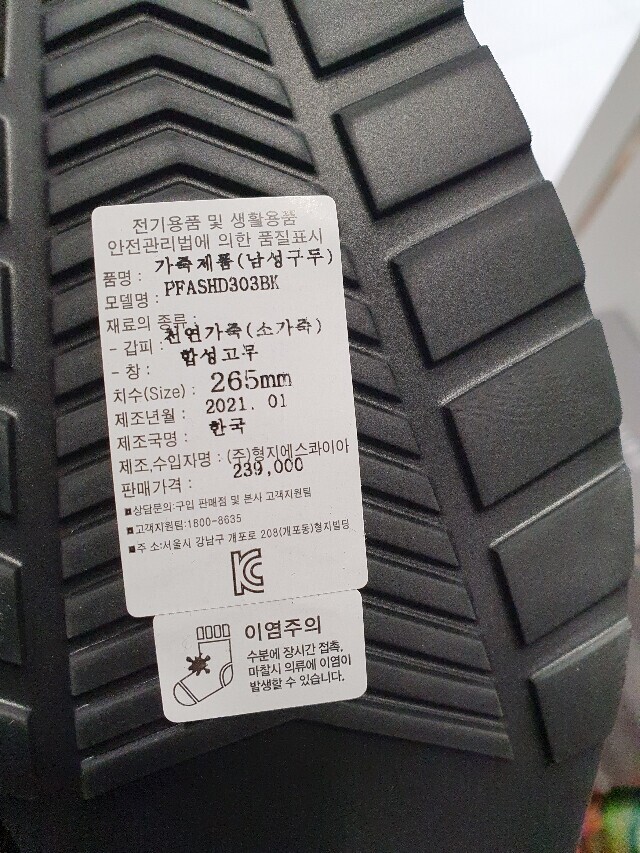 전기용품 및 생활용품
안전관리법에 의한 품질표시
품명 : 가죽제품(남성구두)
모델명 : PFASHD303BK
재료의 종류 :
- 갑피 : 천연가죽(소가죽)
- 창 : 합성고무
치수(Size) : 265mm
제조년월 : 2021. 01
제조국명 : 한국
제조,수입자명 : (주)형지에스콰이아
판매가격 : 239,000
■상담문의:구입 판매점 및 본사 고객지원팀
■고객지원팀:1800-8635
■주 소:서울시 강남구 개포로 208(개포동)형지빌딩
KC
이염주의
수분에 장시간 접촉,
마찰시 의류에 이염이
발생할 수 있습니다.